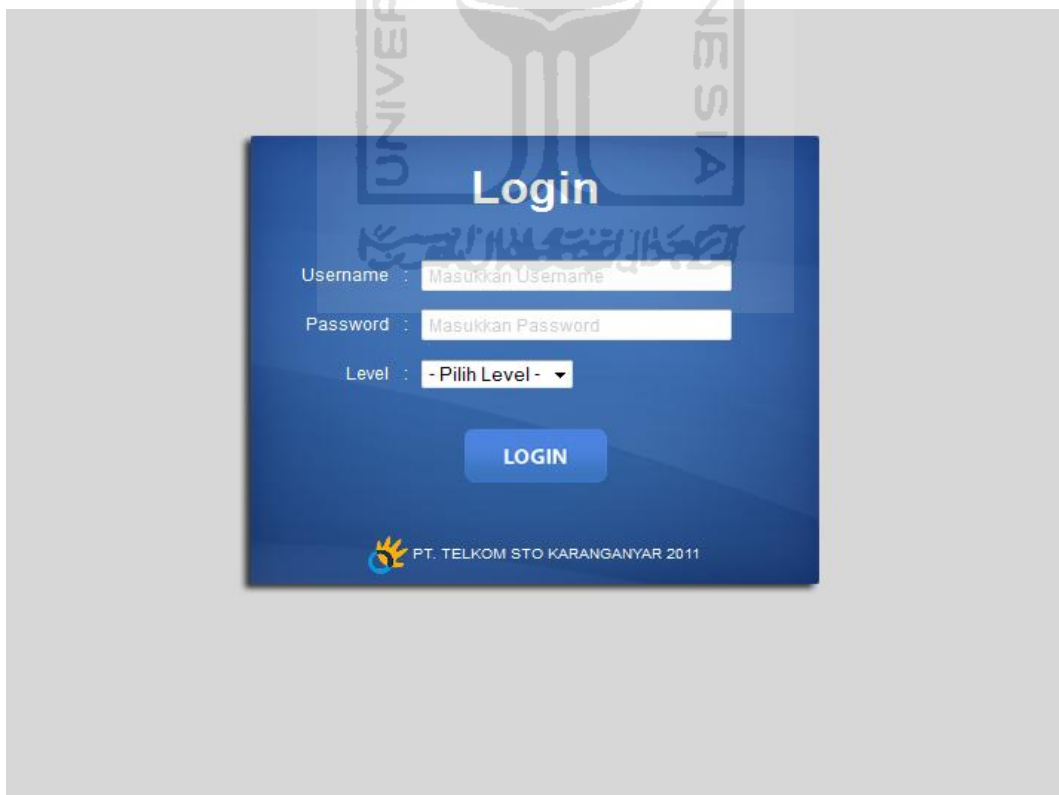 Login
Username :
Masukkan Username
Password :
Masukkan Password
Level :
- Pilih Level -
LOGIN
PT. TELKOM STO KARANGANYAR 2011